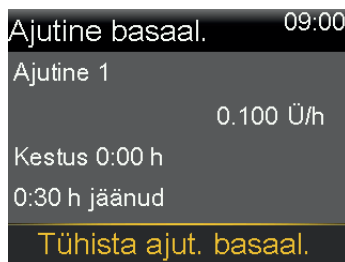 Ajutine basaal. 09:00
Ajutine 1
0.100 Ü/h
Kestus 0:00 h
0:30 h jäänud
Tühista ajut. basaal.